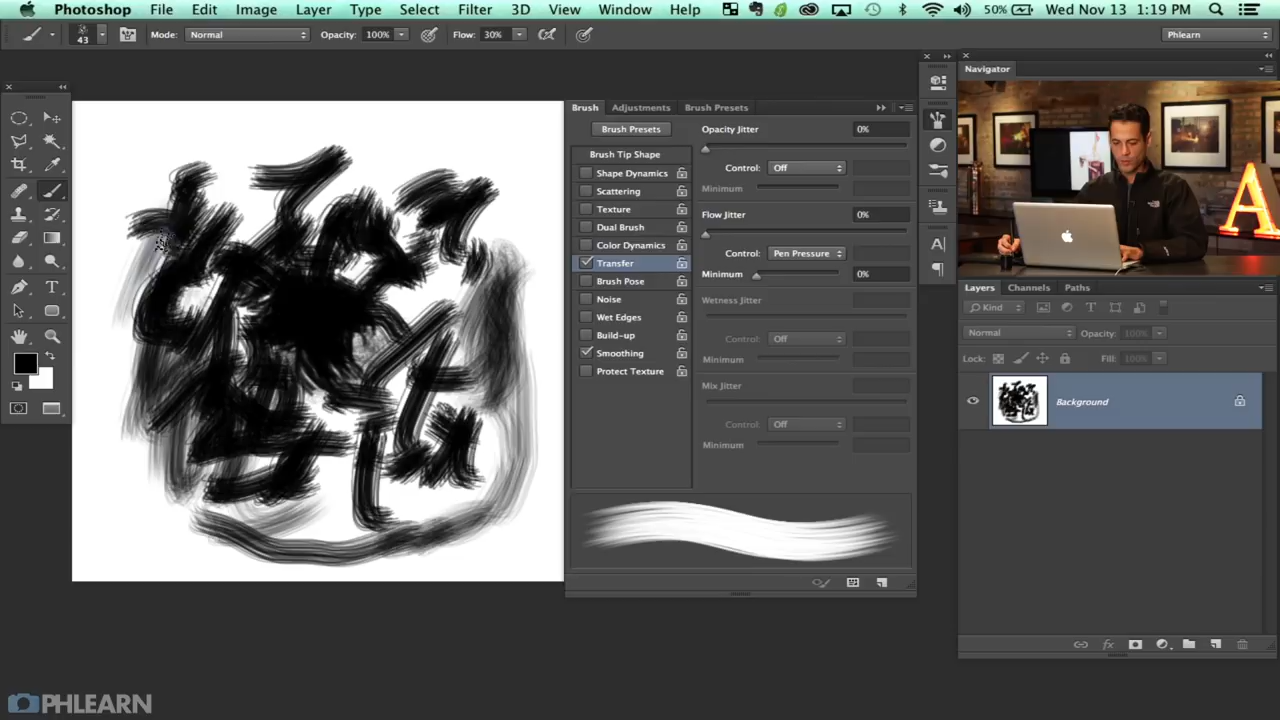 Photoshop File Edit Image Layer Type Select Filter 3D View Window Help 50% Wed Nov 13 1:19 PM
43 Mode: Normal Opacity: 100% Flow: 30% Phlearn
Navigator
Brush Adjustments Brush Presets
Brush Presets
Brush Tip Shape
Shape Dynamics
Scattering
Texture
Dual Brush
Color Dynamics
Transfer
Brush Pose
Noise
Wet Edges
Build-up
Smoothing
Protect Texture
Opacity Jitter 0%
Control: Off
Minimum
Flow Jitter 0%
Control: Pen Pressure
Minimum 0%
Wetness Jitter
Control: Off
Minimum
Mix Jitter
Control: Off
Minimum
A
Layers Channels Paths
Kind
Normal Opacity: 100%
Lock: Fill: 100%
Background
PHLEARN